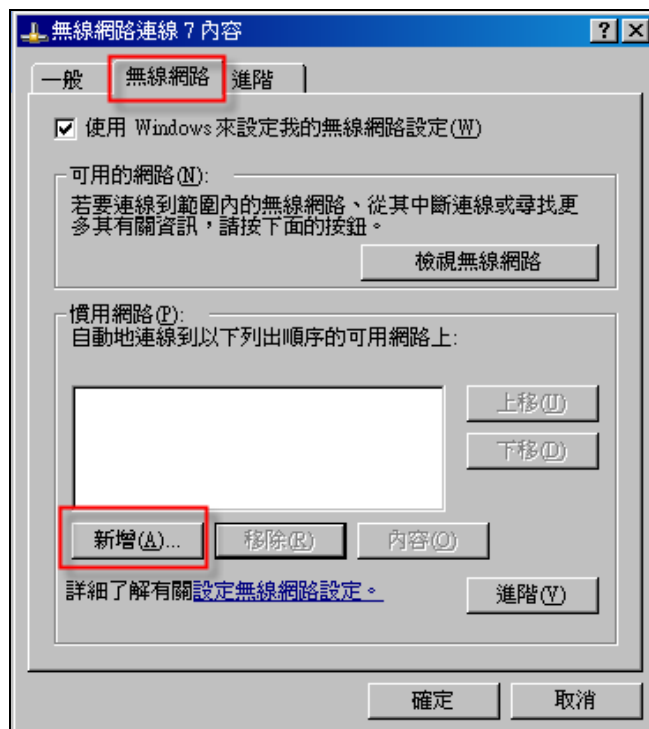 無線網路連線 7 內容
一般 無線網路 進階
使用 Windows 來設定我的無線網路設定(W)
可用的網路(N):
若要連線到範圍內的無線網路、從其中斷連線或尋找更
多其有關資訊，請按下面的按鈕。
檢視無線網路
慣用網路(P):
自動地連線到以下列出順序的可用網路上:
上移(U)
下移(D)
新增(A)... 移除(R) 內容(O)
詳細了解有關設定無線網路設定。
進階(V)
確定 取消